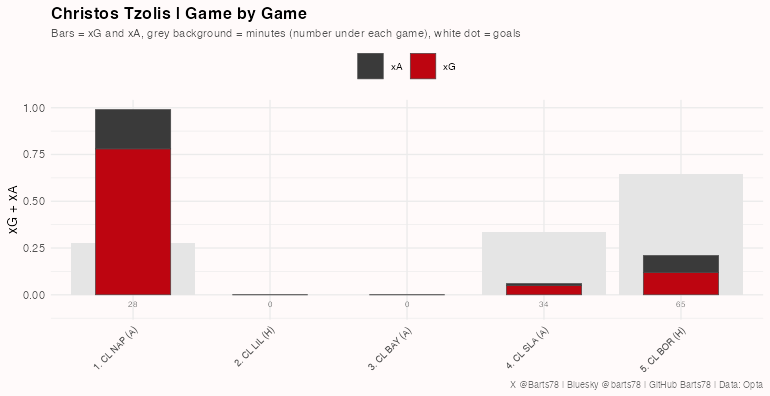 Christos Tzolis | Game by Game
Bars = xG and xA, grey background = minutes (number under each game), white dot = goals
xA xG
xG + xA
1.00
0.75
0.50
0.25
0.00
28 0 0 34 65
1. CL NAP (A)
2. CL LIL (H)
3. CL BAY (A)
4. CL SLA (A)
5. CL BOR (H)
X @Barts78 | Bluesky @barts78 | GitHub Barts78 | Data: Opta